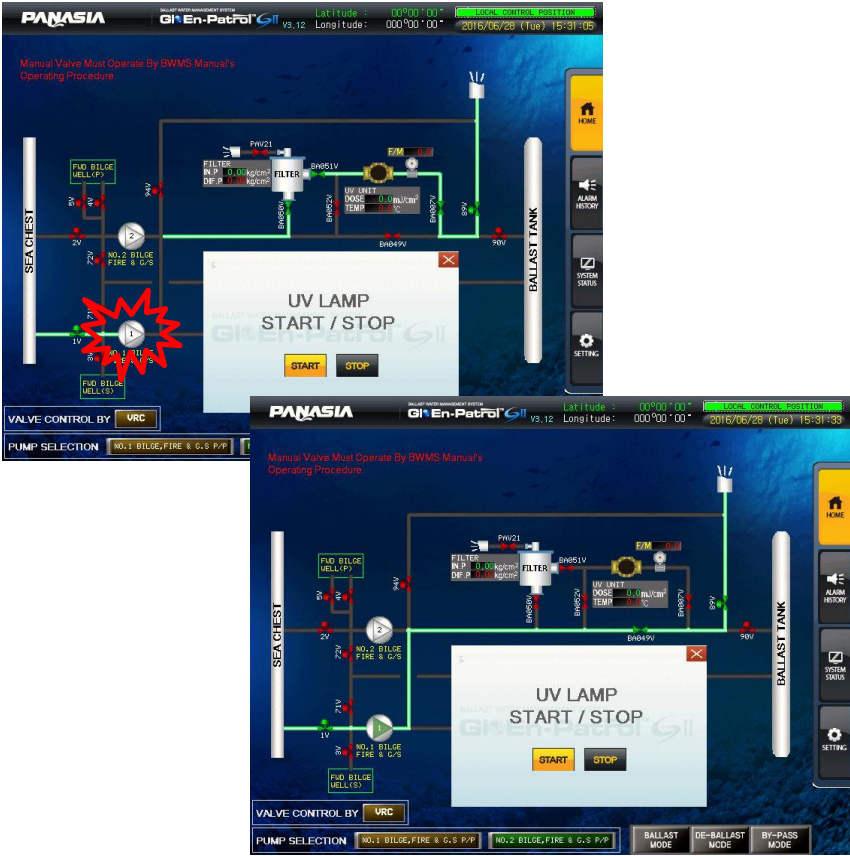 PANASIA
BALLAST WATER MANAGEMENT SYSTEM
GloEn-Patrol™ GII V3.12
Latitude : 00°00'00"
Longitude: 000°00'00"
LOCAL CONTROL POSITION
2016/06/28 (Tue) 15:31:05
Manual Valve Must Operate By BWMS Manual's
Operating Procedure.
HOME
ALARM
HISTORY
SYSTEM
STATUS
SETTING
SEA CHEST
BALLAST TANK
FWD BILGE
WELL(P)
5V
4V
94V
2V
72V
2
NO.2 BILGE
FIRE & G/S
71V
1V
1
3V
NO.1 BILGE
FWD BILGE
WELL(S)
PAV21
FILTER
IN.P 0,00 kg/cm²
DIF.P kg/cm²
FILTER
BA051V
BA050V
BA052V
F/M
UV UNIT
DOSE 0,0 mJ/cm²
TEMP ℃
BA007V
BA049V
89V
90V
UV LAMP
START / STOP
START
STOP
VALVE CONTROL BY VRC
PUMP SELECTION NO.1 BILGE,FIRE & G.S P/P
PANASIA
BALLAST WATER MANAGEMENT SYSTEM
GloEn-Patrol™ GII V3.12
Latitude : 00°00'00"
Longitude: 000°00'00"
LOCAL CONTROL POSITION
2016/06/28 (Tue) 15:31:33
Manual Valve Must Operate By BWMS Manual's
Operating Procedure.
HOME
ALARM
HISTORY
SYSTEM
STATUS
SETTING
SEA CHEST
BALLAST TANK
FWD BILGE
WELL(P)
5V
4V
94V
2V
72V
2
NO.2 BILGE
FIRE & G/S
71V
1V
1
3V
NO.1 BILGE
FIRE & G/S
FWD BILGE
WELL(S)
PAV21
FILTER
IN.P 0,00 kg/cm²
DIF.P kg/cm²
FILTER
BA051V
BA050V
BA052V
F/M
UV UNIT
DOSE 0,0 mJ/cm²
TEMP ℃
BA007V
BA049V
89V
90V
UV LAMP
START / STOP
START
STOP
VALVE CONTROL BY VRC
PUMP SELECTION NO.1 BILGE,FIRE & G.S P/P NO.2 BILGE,FIRE & G.S P/P
BALLAST
MODE
DE-BALLAST
MODE
BY-PASS
MODE